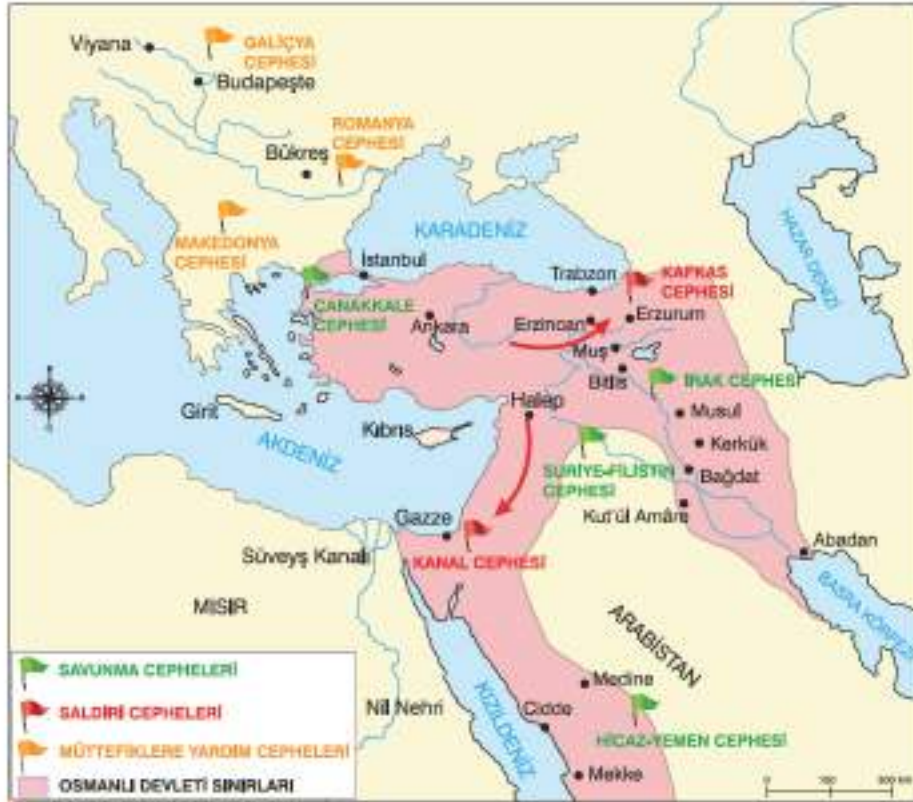 Viyana
GALİÇYA
CEPHESİ
Budapeşte
ROMANYA
CEPHESİ
Bükreş
MAKEDONYA
CEPHESİ
KARADENİZ
HAZAR DENİZİ
İstanbul
Trabzon
KAFKAS
CEPHESİ
ÇANAKKALE
CEPHESİ
Ankara
Erzincan
Erzurum
Muş
Bitlis
IRAK CEPHESİ
Girit
Kıbrıs
Halep
Musul
Kerkük
AKDENİZ
SURİYE-FİLİSTİN
CEPHESİ
Bağdat
Kut'ül Amâre
Gazze
Süveyş Kanalı
KANAL CEPHESİ
Abadan
BASRA KÖRFEZİ
MISIR
ARABİSTAN
SAVUNMA CEPHELERİ
SALDIRI CEPHELERİ
MÜTTEFİKLERE YARDIM CEPHELERİ
OSMANLI DEVLETİ SINIRLARI
Nil Nehri
KIZILDENİZ
Medine
Cidde
HİCAZ-YEMEN CEPHESİ
Mekke
0